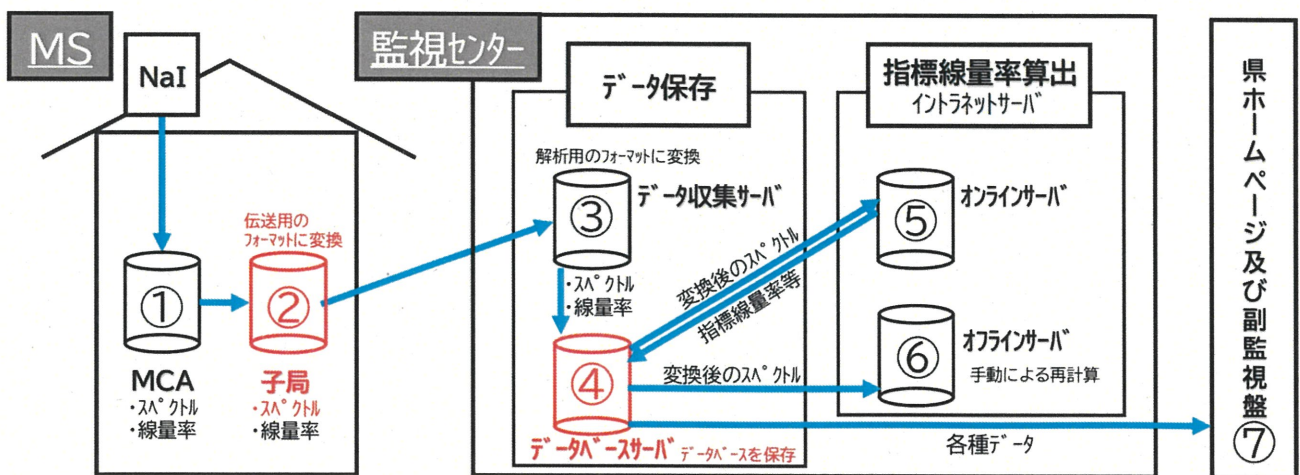 MS
NaI
伝送用の
フォーマットに変換
①
②
MCA
・スペクトル
・線量率
子局
・スペクトル
・線量率
監視センター
データ保存
解析用のフォーマットに変換
③
データ収集サーバ
・スペクトル
・線量率
④
データベースサーバ データベースを保存
変換後のスペクトル
指標線量率等
変換後のスペクトル
各種データ
指標線量率算出
イントラネットサーバ
⑤
オンラインサーバ
⑥
オフラインサーバ
手動による再計算
県ホームページ及び副監視盤⑦